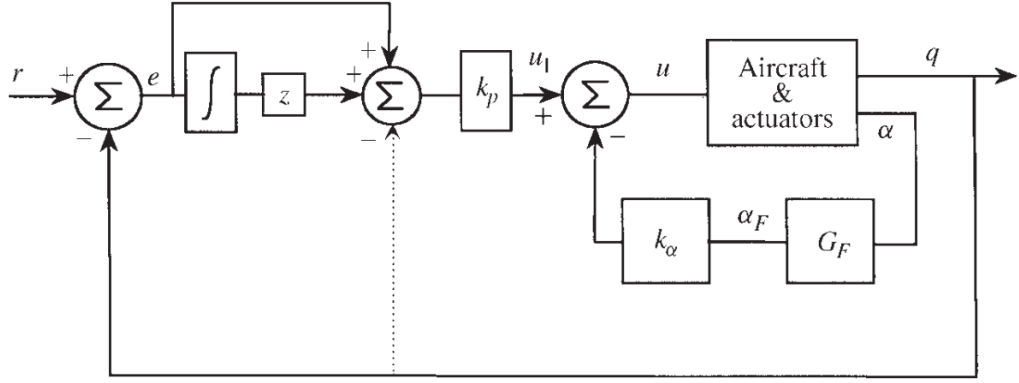 r
+
−
Σ
e
∫
z
+
+
−
Σ
k_p
u_1
+
−
Σ
u
Aircraft
&
actuators
q
α
k_α
α_F
G_F